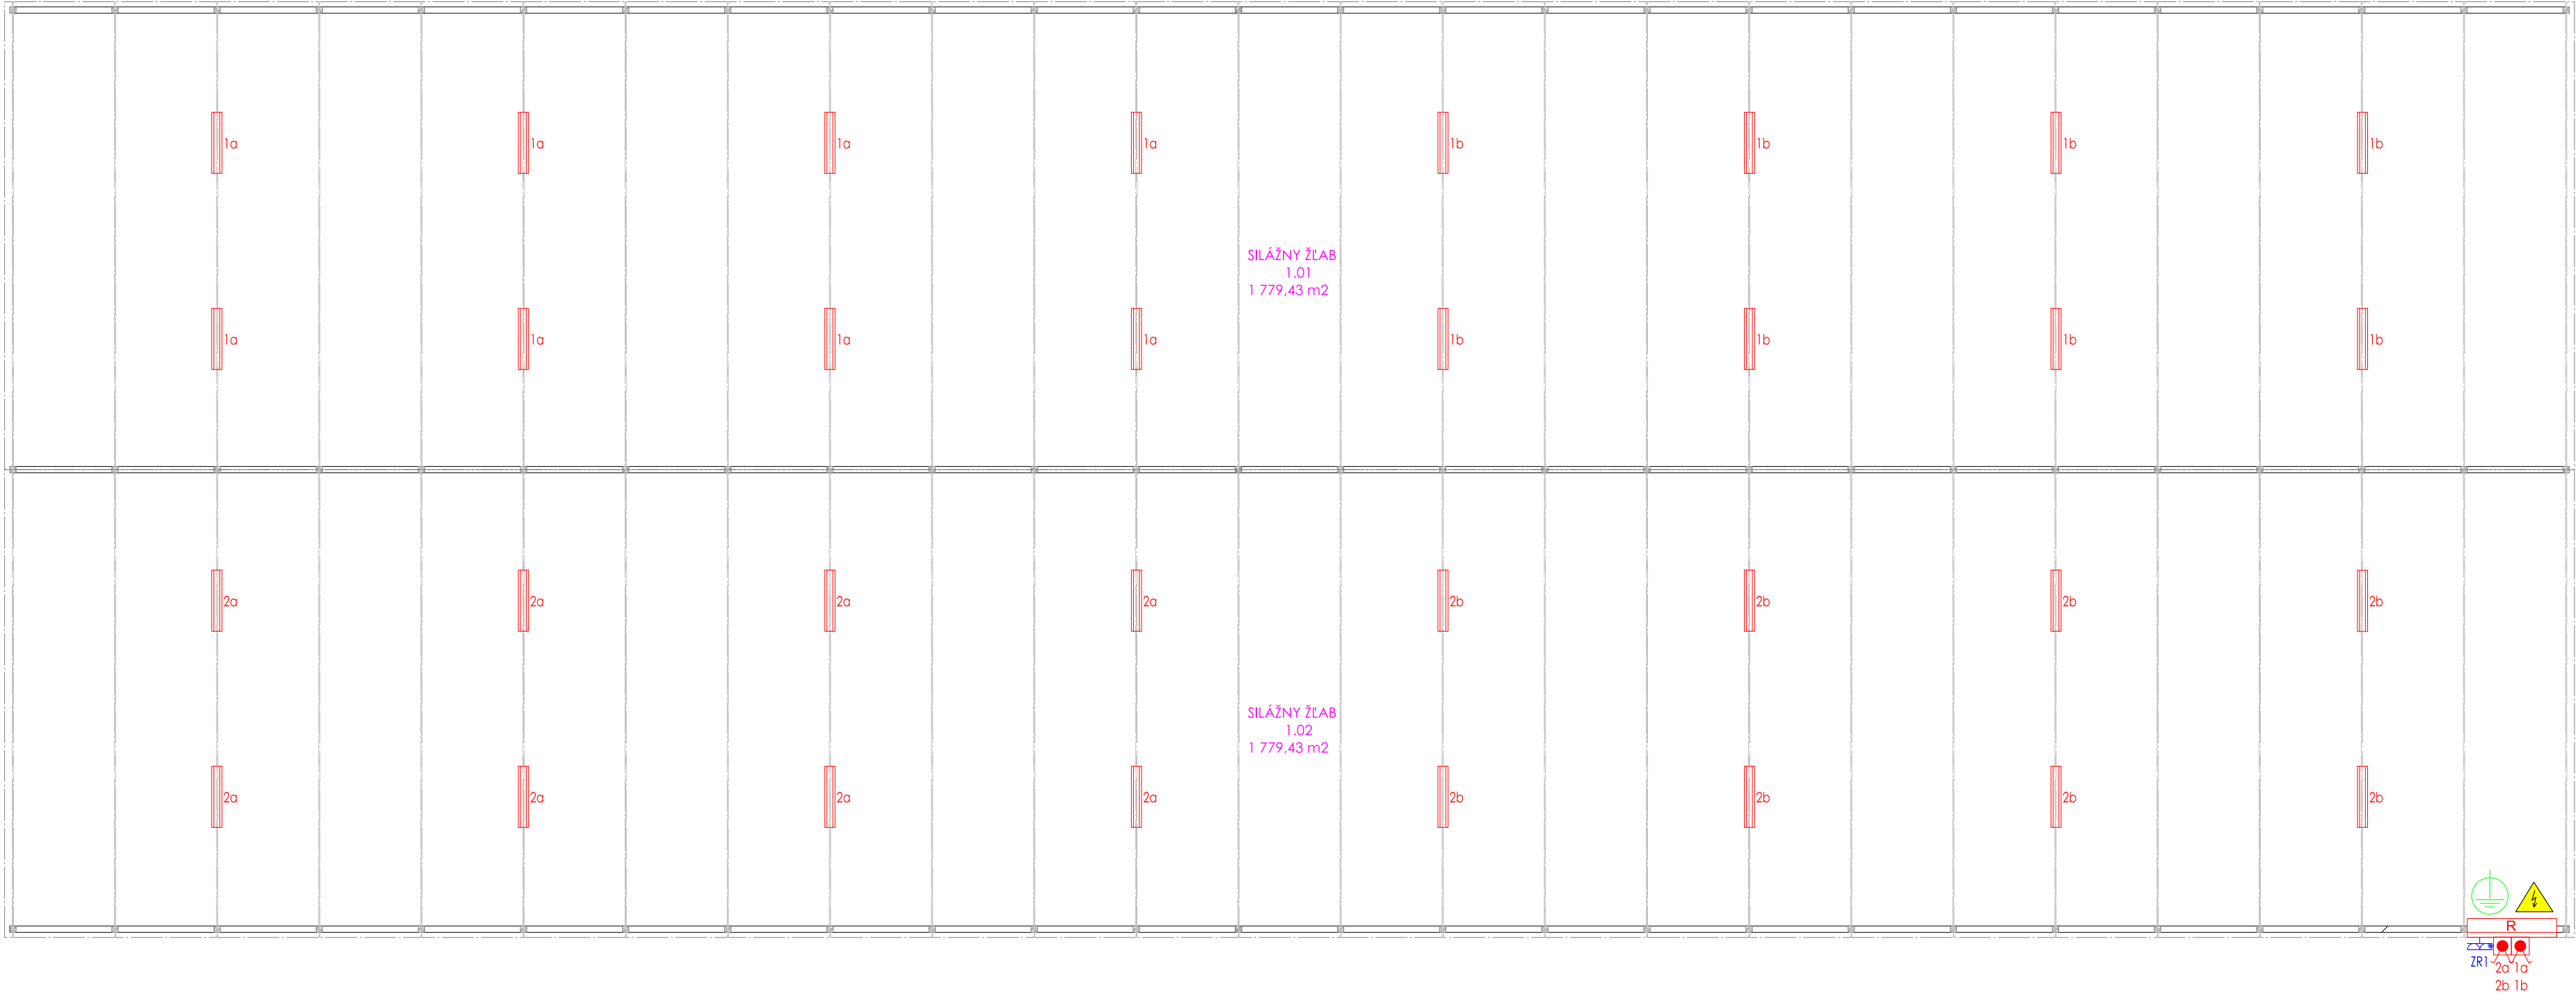 1a 1a 1a 1a 1b 1b 1b 1b
SILÁŽNY ŽĽAB
1.01
1 779,43 m2
1a 1a 1a 1a 1b 1b 1b 1b
2a 2a 2a 2a 2b 2b 2b 2b
SILÁŽNY ŽĽAB
1.02
1 779,43 m2
2a 2a 2a 2a 2b 2b 2b 2b
R
ZR1 2a 1a
2b 1b